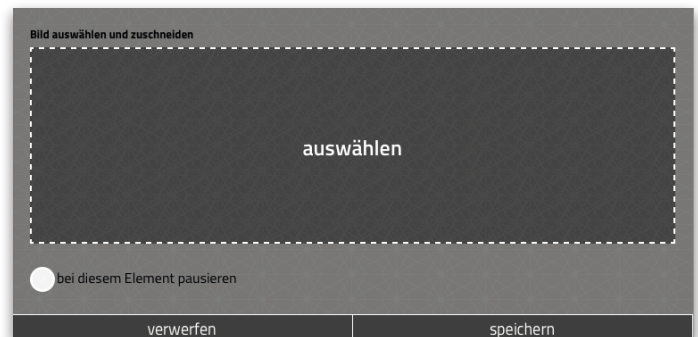 Bild auswählen und zuschneiden
auswählen
bei diesem Element pausieren
verwerfen
speichern